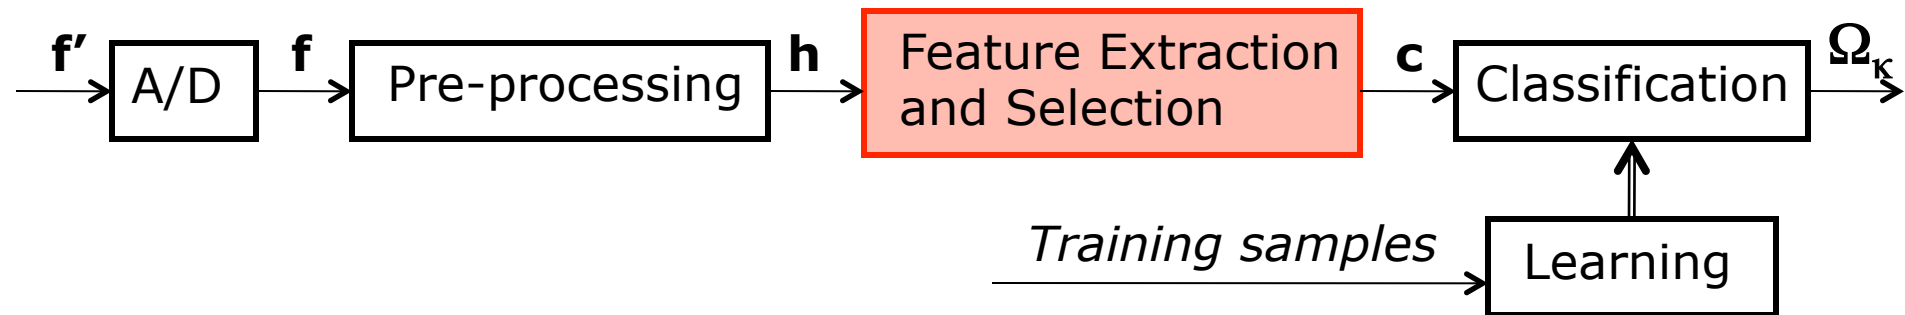 f′
A/D
f
Pre-processing
h
Feature Extraction
and Selection
c
Classification
Ωκ
Training samples
Learning